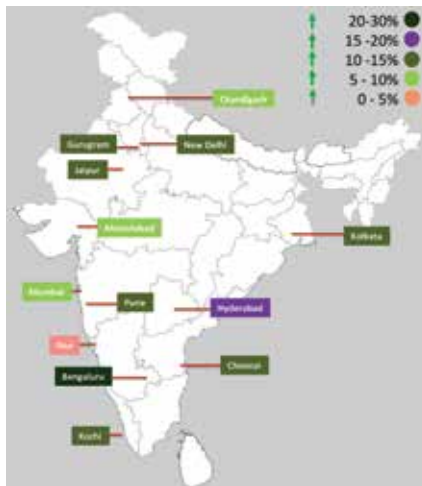 20-30%
15 -20%
10 -15%
5 - 10%
0 - 5%
Chandigarh
Gurugram
New Delhi
Jaipur
Ahmedabad
Kolkata
Mumbai
Pune
Hyderabad
Goa
Chennai
Bengaluru
Kochi